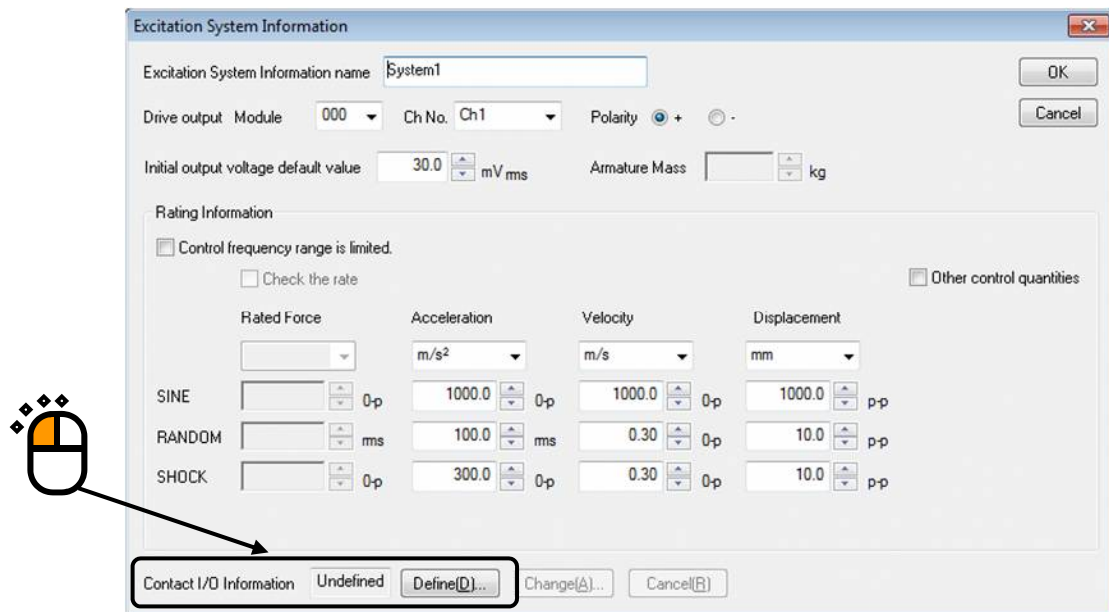 Excitation System Information
Excitation System Information name System1 OK
Drive output Module 000 Ch No. Ch1 Polarity + - Cancel
Initial output voltage default value 30.0 mV rms Armature Mass kg
Rating Information
Control frequency range is limited.
Check the rate Other control quantities
Rated Force Acceleration Velocity Displacement
m/s² m/s mm
SINE 0-p 1000.0 0-p 1000.0 0-p 1000.0 p-p
RANDOM rms 100.0 rms 0.30 0-p 10.0 p-p
SHOCK 0-p 300.0 0-p 0.30 0-p 10.0 p-p
Contact I/O Information Undefined Define(D)... Change(A)... Cancel(R)